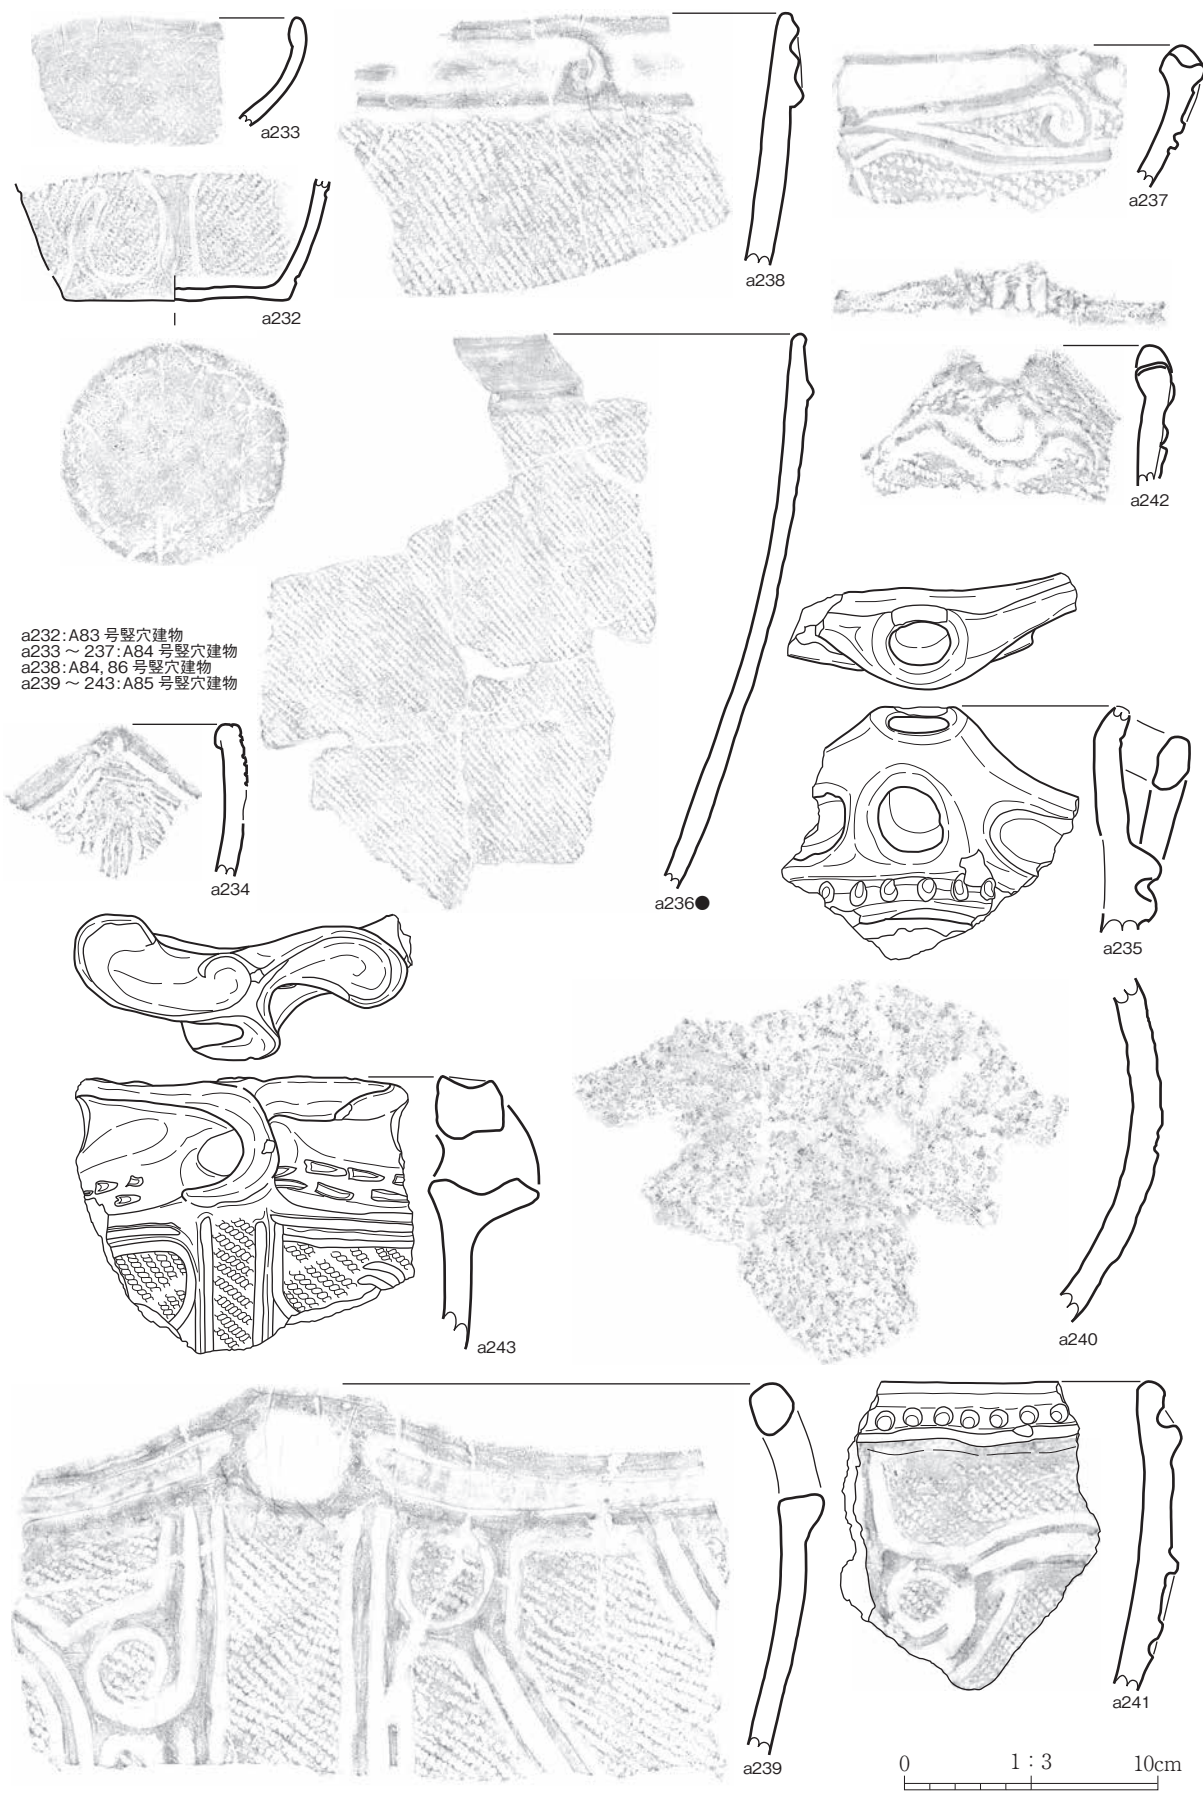 a233
a238
a237
a232
a242
a232:A83 号竪穴建物
a233 ～ 237:A84 号竪穴建物
a238:A84, 86 号竪穴建物
a239 ～ 243:A85 号竪穴建物
a234
a236●
a235
a243
a240
a239
a241
0 1：3 10cm